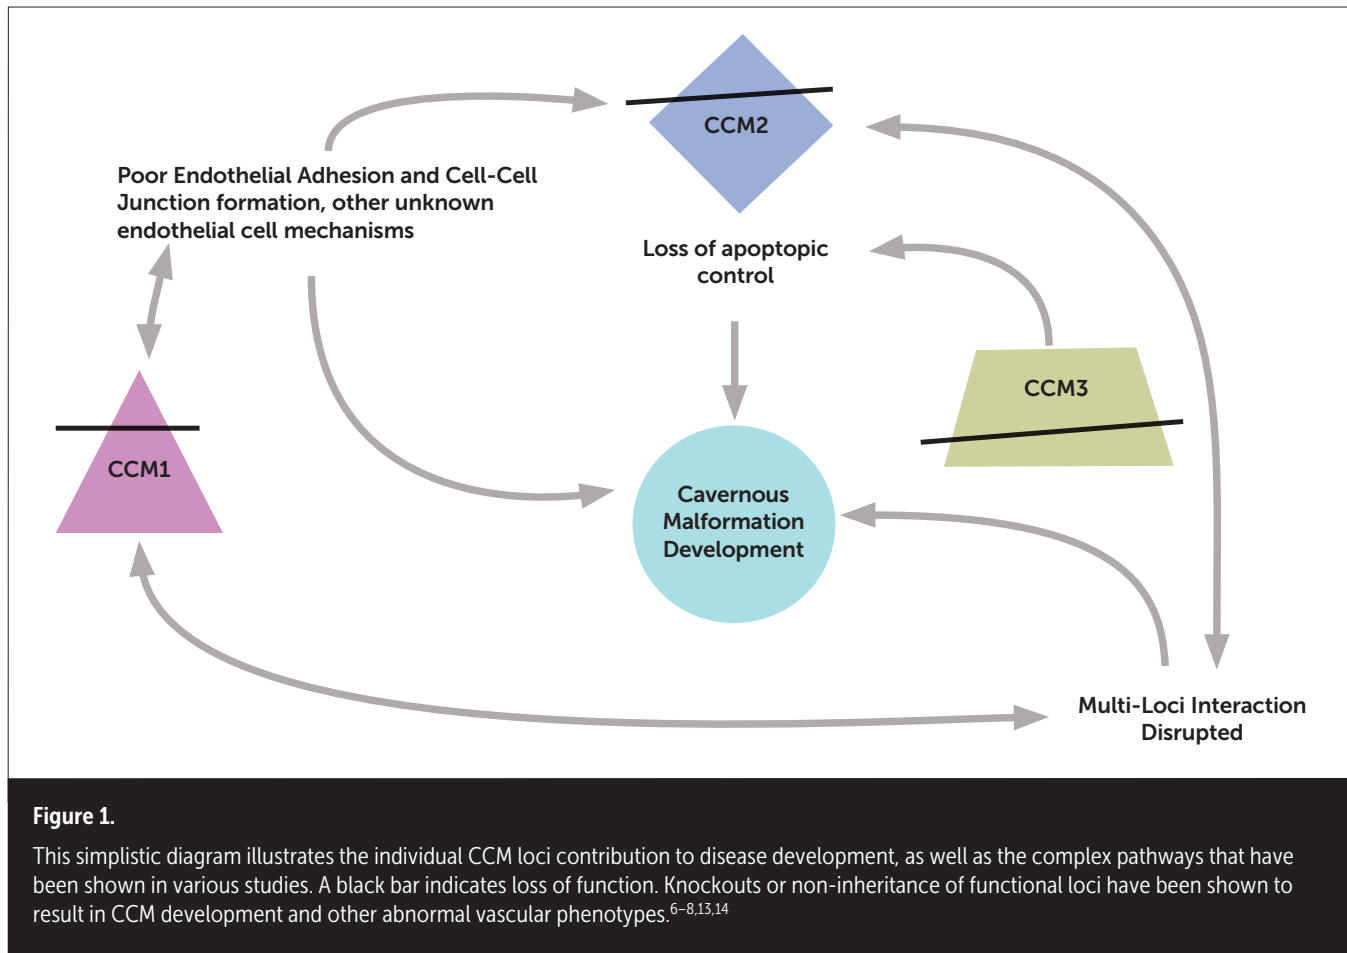 CCM2
Poor Endothelial Adhesion and Cell-Cell
Junction formation, other unknown
endothelial cell mechanisms
Loss of apoptopic
control
CCM3
CCM1
Cavernous
Malformation
Development
Multi-Loci Interaction
Disrupted
Figure 1.
This simplistic diagram illustrates the individual CCM loci contribution to disease development, as well as the complex pathways that have
been shown in various studies. A black bar indicates loss of function. Knockouts or non-inheritance of functional loci have been shown to
result in CCM development and other abnormal vascular phenotypes.6–8,13,14